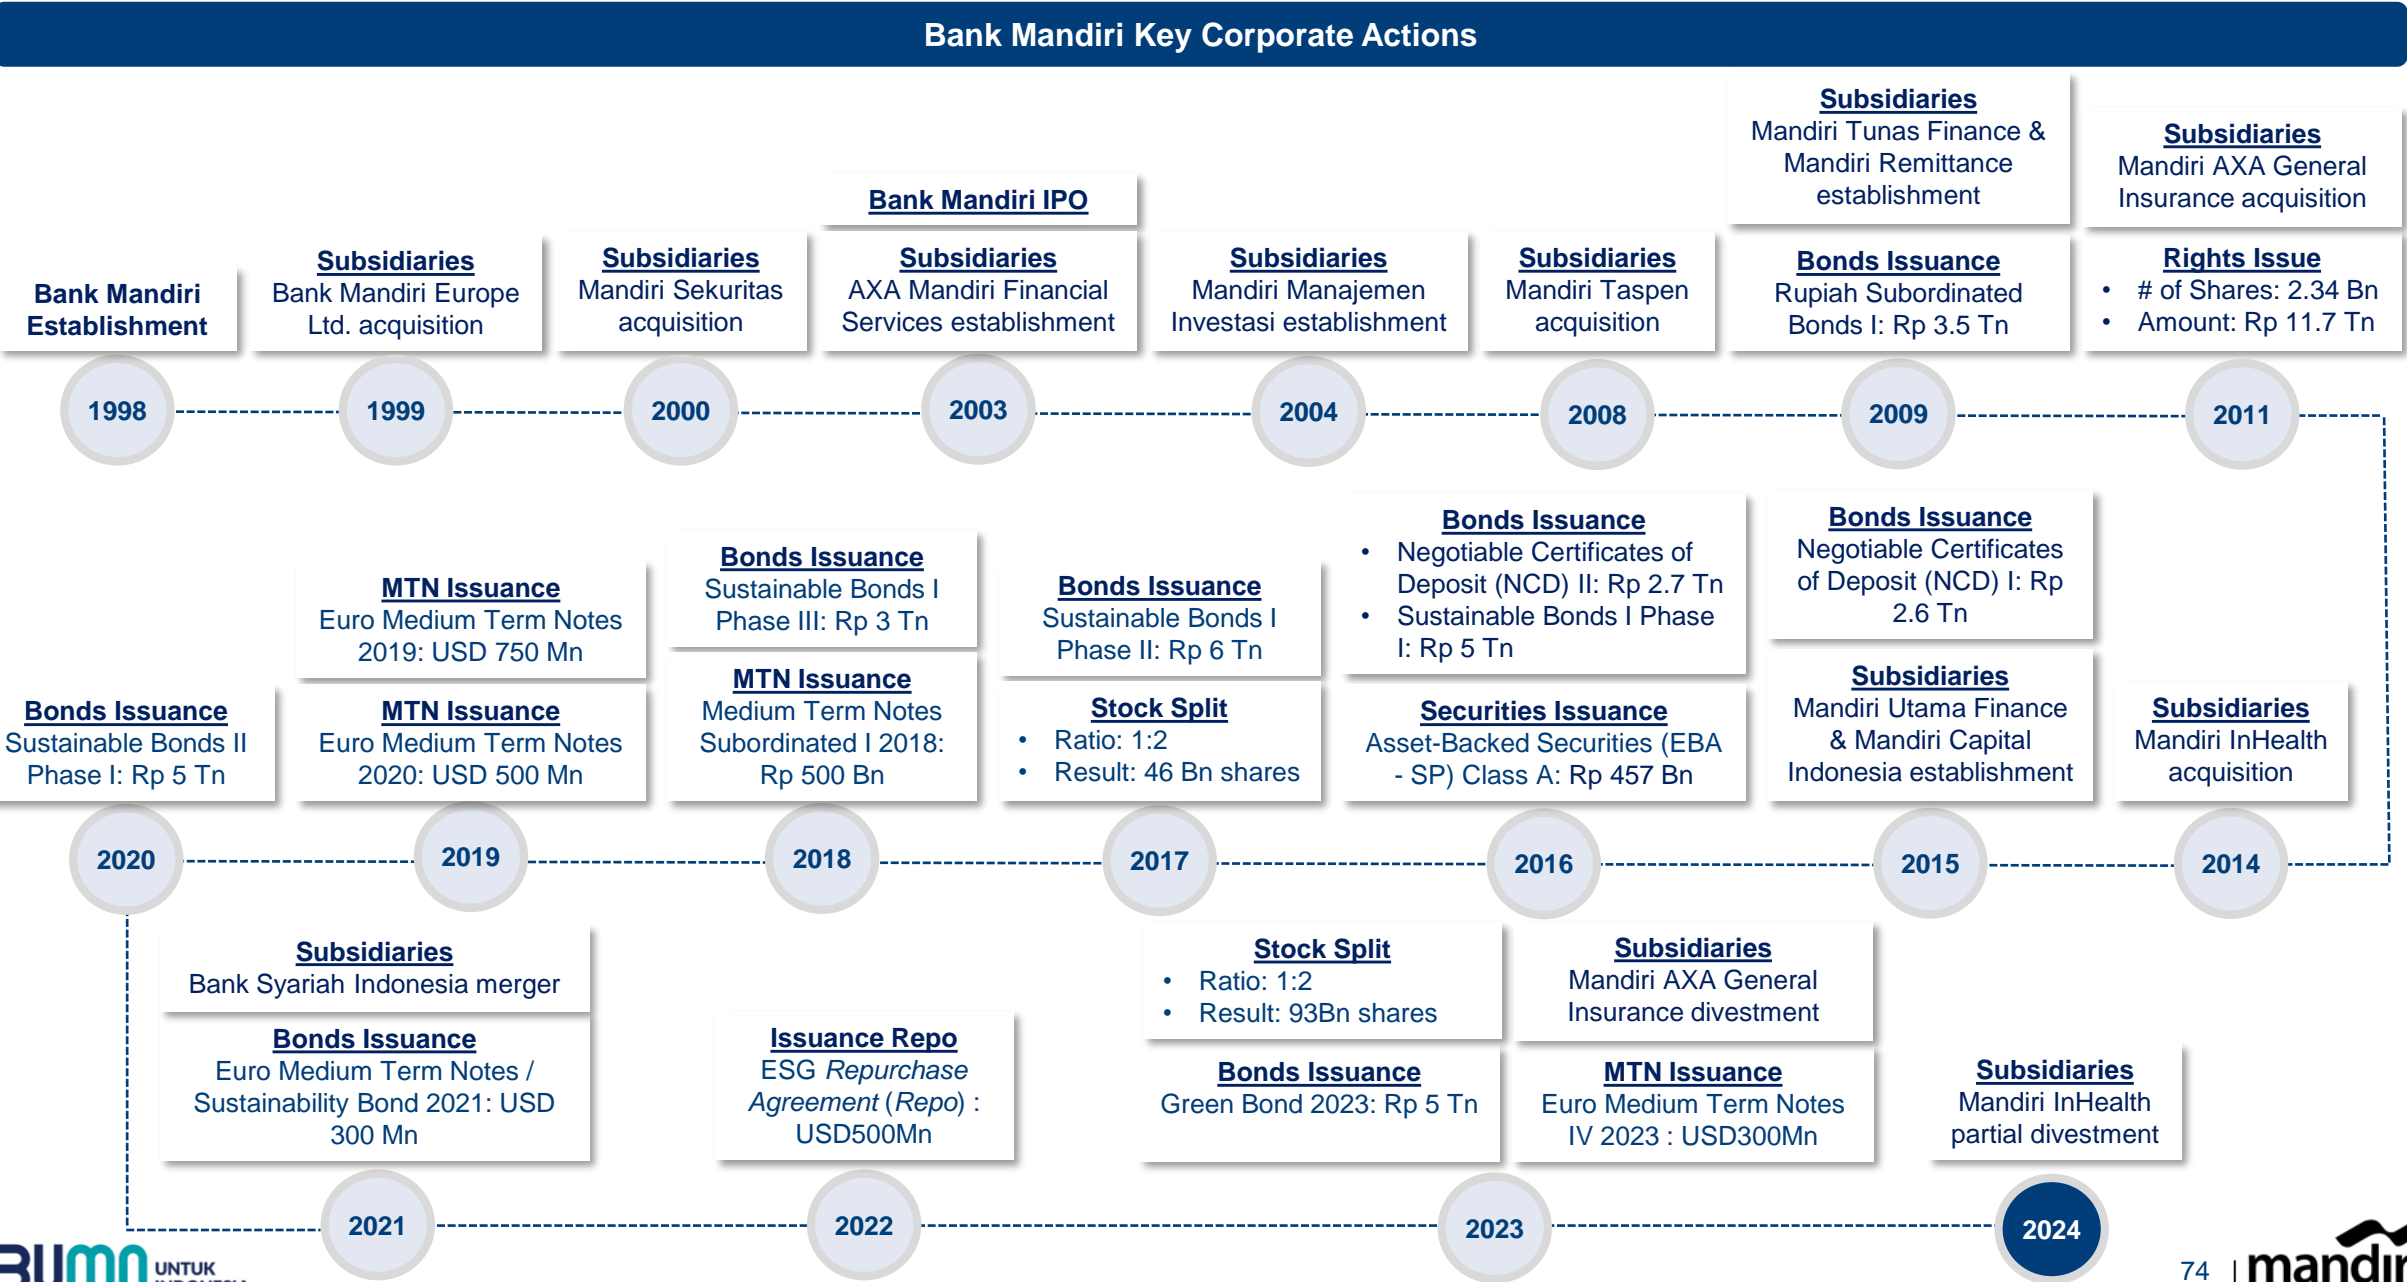 Bank Mandiri Key Corporate Actions
Bank Mandiri
Establishment
1998
Subsidiaries
Bank Mandiri Europe
Ltd. acquisition
1999
Subsidiaries
Mandiri Sekuritas
acquisition
2000
Bank Mandiri IPO
Subsidiaries
AXA Mandiri Financial
Services establishment
2003
Subsidiaries
Mandiri Manajemen
Investasi establishment
2004
Subsidiaries
Mandiri Taspen
acquisition
2008
Subsidiaries
Mandiri Tunas Finance &
Mandiri Remittance
establishment
Bonds Issuance
Rupiah Subordinated
Bonds I: Rp 3.5 Tn
2009
Subsidiaries
Mandiri AXA General
Insurance acquisition
Rights Issue
• # of Shares: 2.34 Bn
• Amount: Rp 11.7 Tn
2011
Subsidiaries
Mandiri InHealth
acquisition
2014
Bonds Issuance
Negotiable Certificates
of Deposit (NCD) I: Rp
2.6 Tn
Subsidiaries
Mandiri Utama Finance
& Mandiri Capital
Indonesia establishment
2015
Bonds Issuance
• Negotiable Certificates of
Deposit (NCD) II: Rp 2.7 Tn
• Sustainable Bonds I Phase
I: Rp 5 Tn
Securities Issuance
Asset-Backed Securities (EBA
- SP) Class A: Rp 457 Bn
2016
Bonds Issuance
Sustainable Bonds I
Phase II: Rp 6 Tn
Stock Split
• Ratio: 1:2
• Result: 46 Bn shares
2017
Bonds Issuance
Sustainable Bonds I
Phase III: Rp 3 Tn
MTN Issuance
Medium Term Notes
Subordinated I 2018:
Rp 500 Bn
2018
MTN Issuance
Euro Medium Term Notes
2019: USD 750 Mn
MTN Issuance
Euro Medium Term Notes
2020: USD 500 Mn
2019
Bonds Issuance
Sustainable Bonds II
Phase I: Rp 5 Tn
2020
Subsidiaries
Bank Syariah Indonesia merger
Bonds Issuance
Euro Medium Term Notes /
Sustainability Bond 2021: USD
300 Mn
2021
Issuance Repo
ESG Repurchase
Agreement (Repo) :
USD500Mn
2022
Stock Split
• Ratio: 1:2
• Result: 93Bn shares
Bonds Issuance
Green Bond 2023: Rp 5 Tn
Subsidiaries
Mandiri AXA General
Insurance divestment
MTN Issuance
Euro Medium Term Notes
IV 2023 : USD300Mn
2023
Subsidiaries
Mandiri InHealth
partial divestment
2024
BUMN
UNTUK
74 |
mandiri